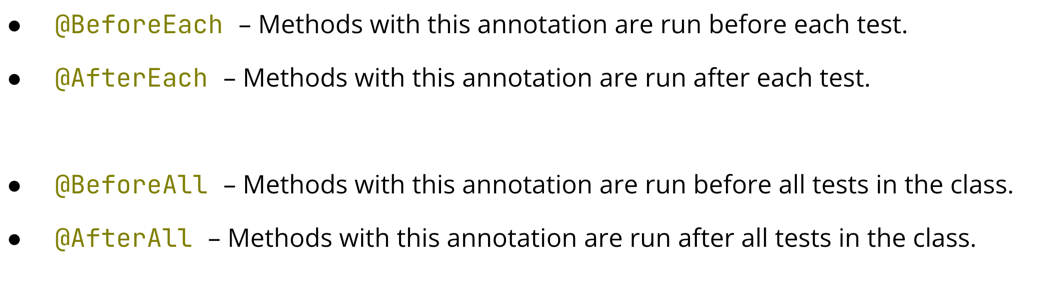 ● @BeforeEach – Methods with this annotation are run before each test.
● @AfterEach – Methods with this annotation are run after each test.
● @BeforeAll – Methods with this annotation are run before all tests in the class.
● @AfterAll – Methods with this annotation are run after all tests in the class.